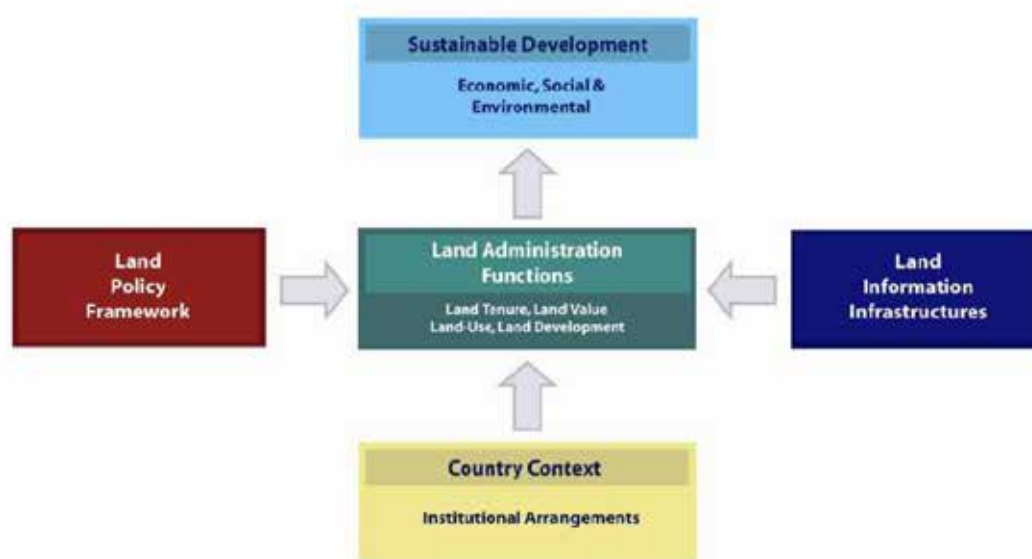 Sustainable Development
Economic, Social &
Environmental
Land
Policy
Framework
Land Administration
Functions
Land Tenure, Land Value
Land-Use, Land Development
Land
Information
Infrastructures
Country Context
Institutional Arrangements